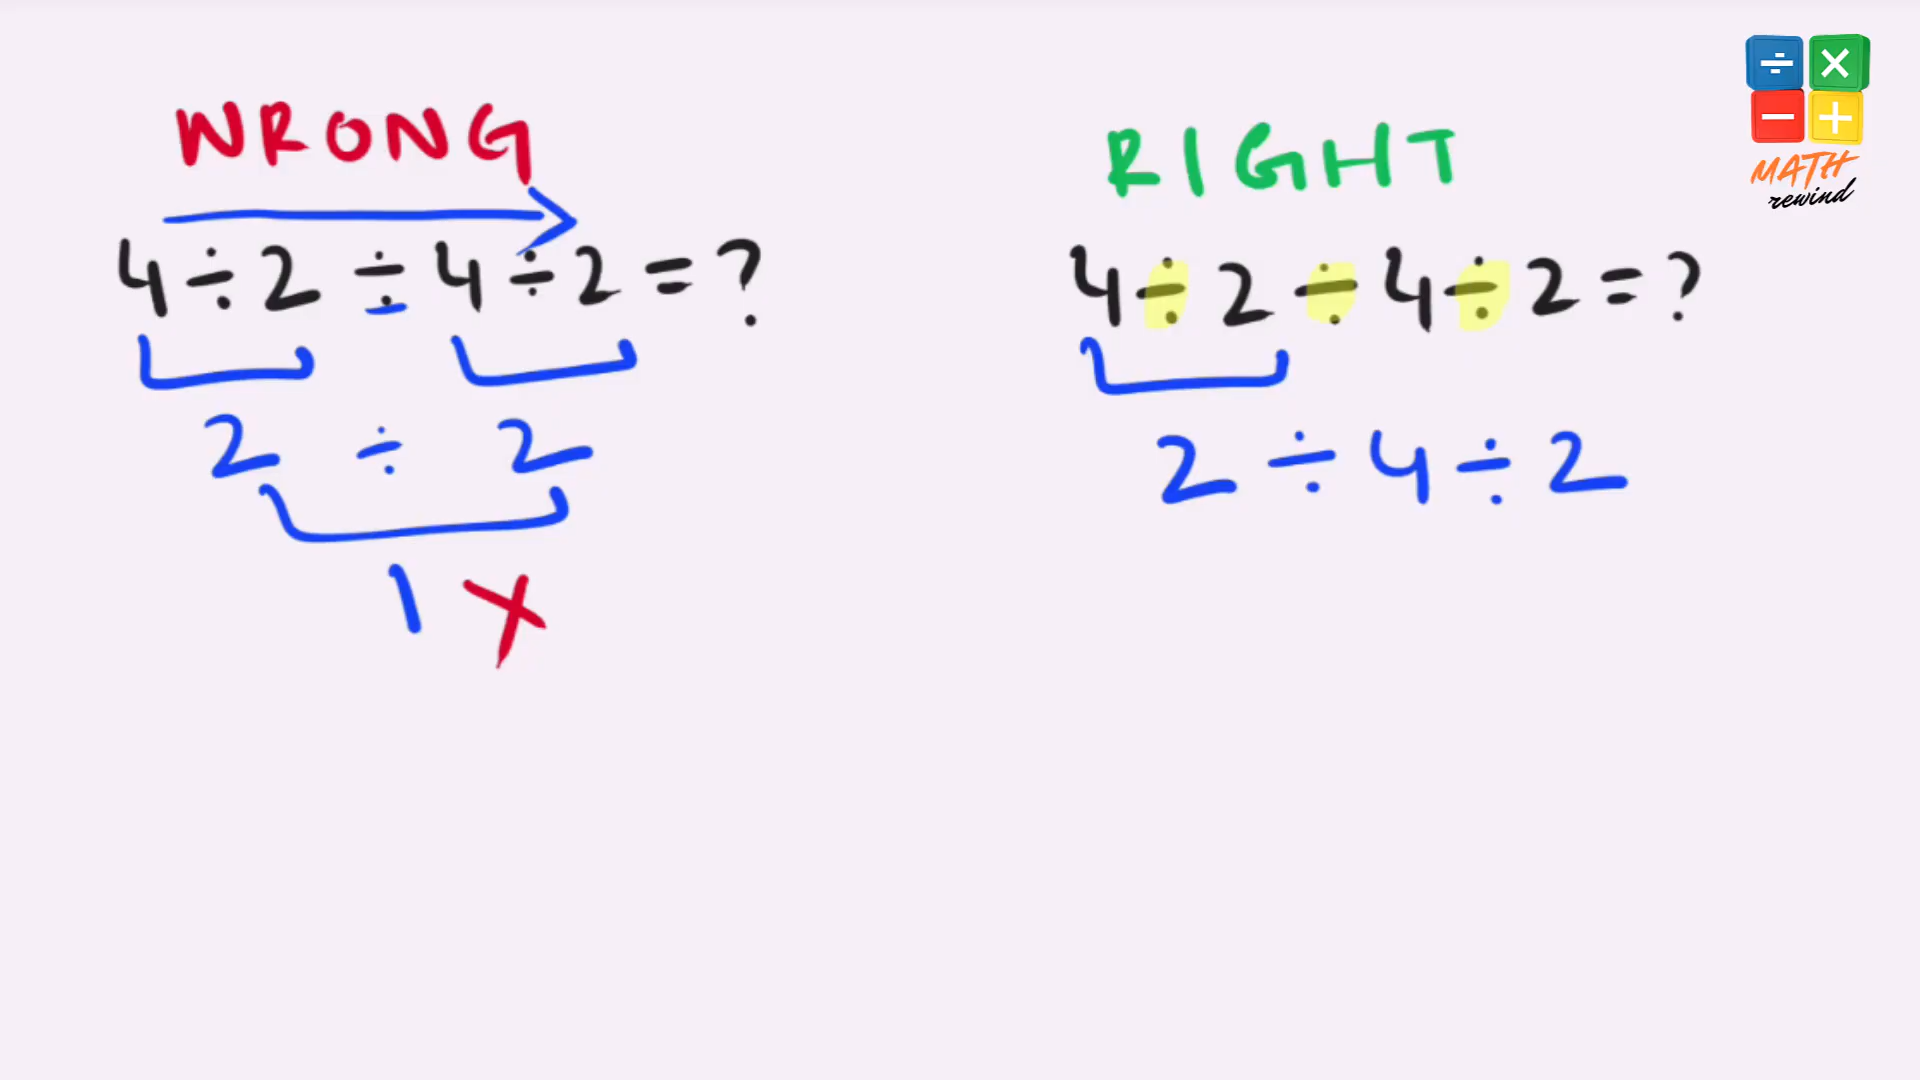 WRONG
4÷2÷4÷2=?
2 ÷ 2
1 X
RIGHT
4÷2÷4÷2=?
2÷4÷2
÷ ×
− +
MATH
rewind